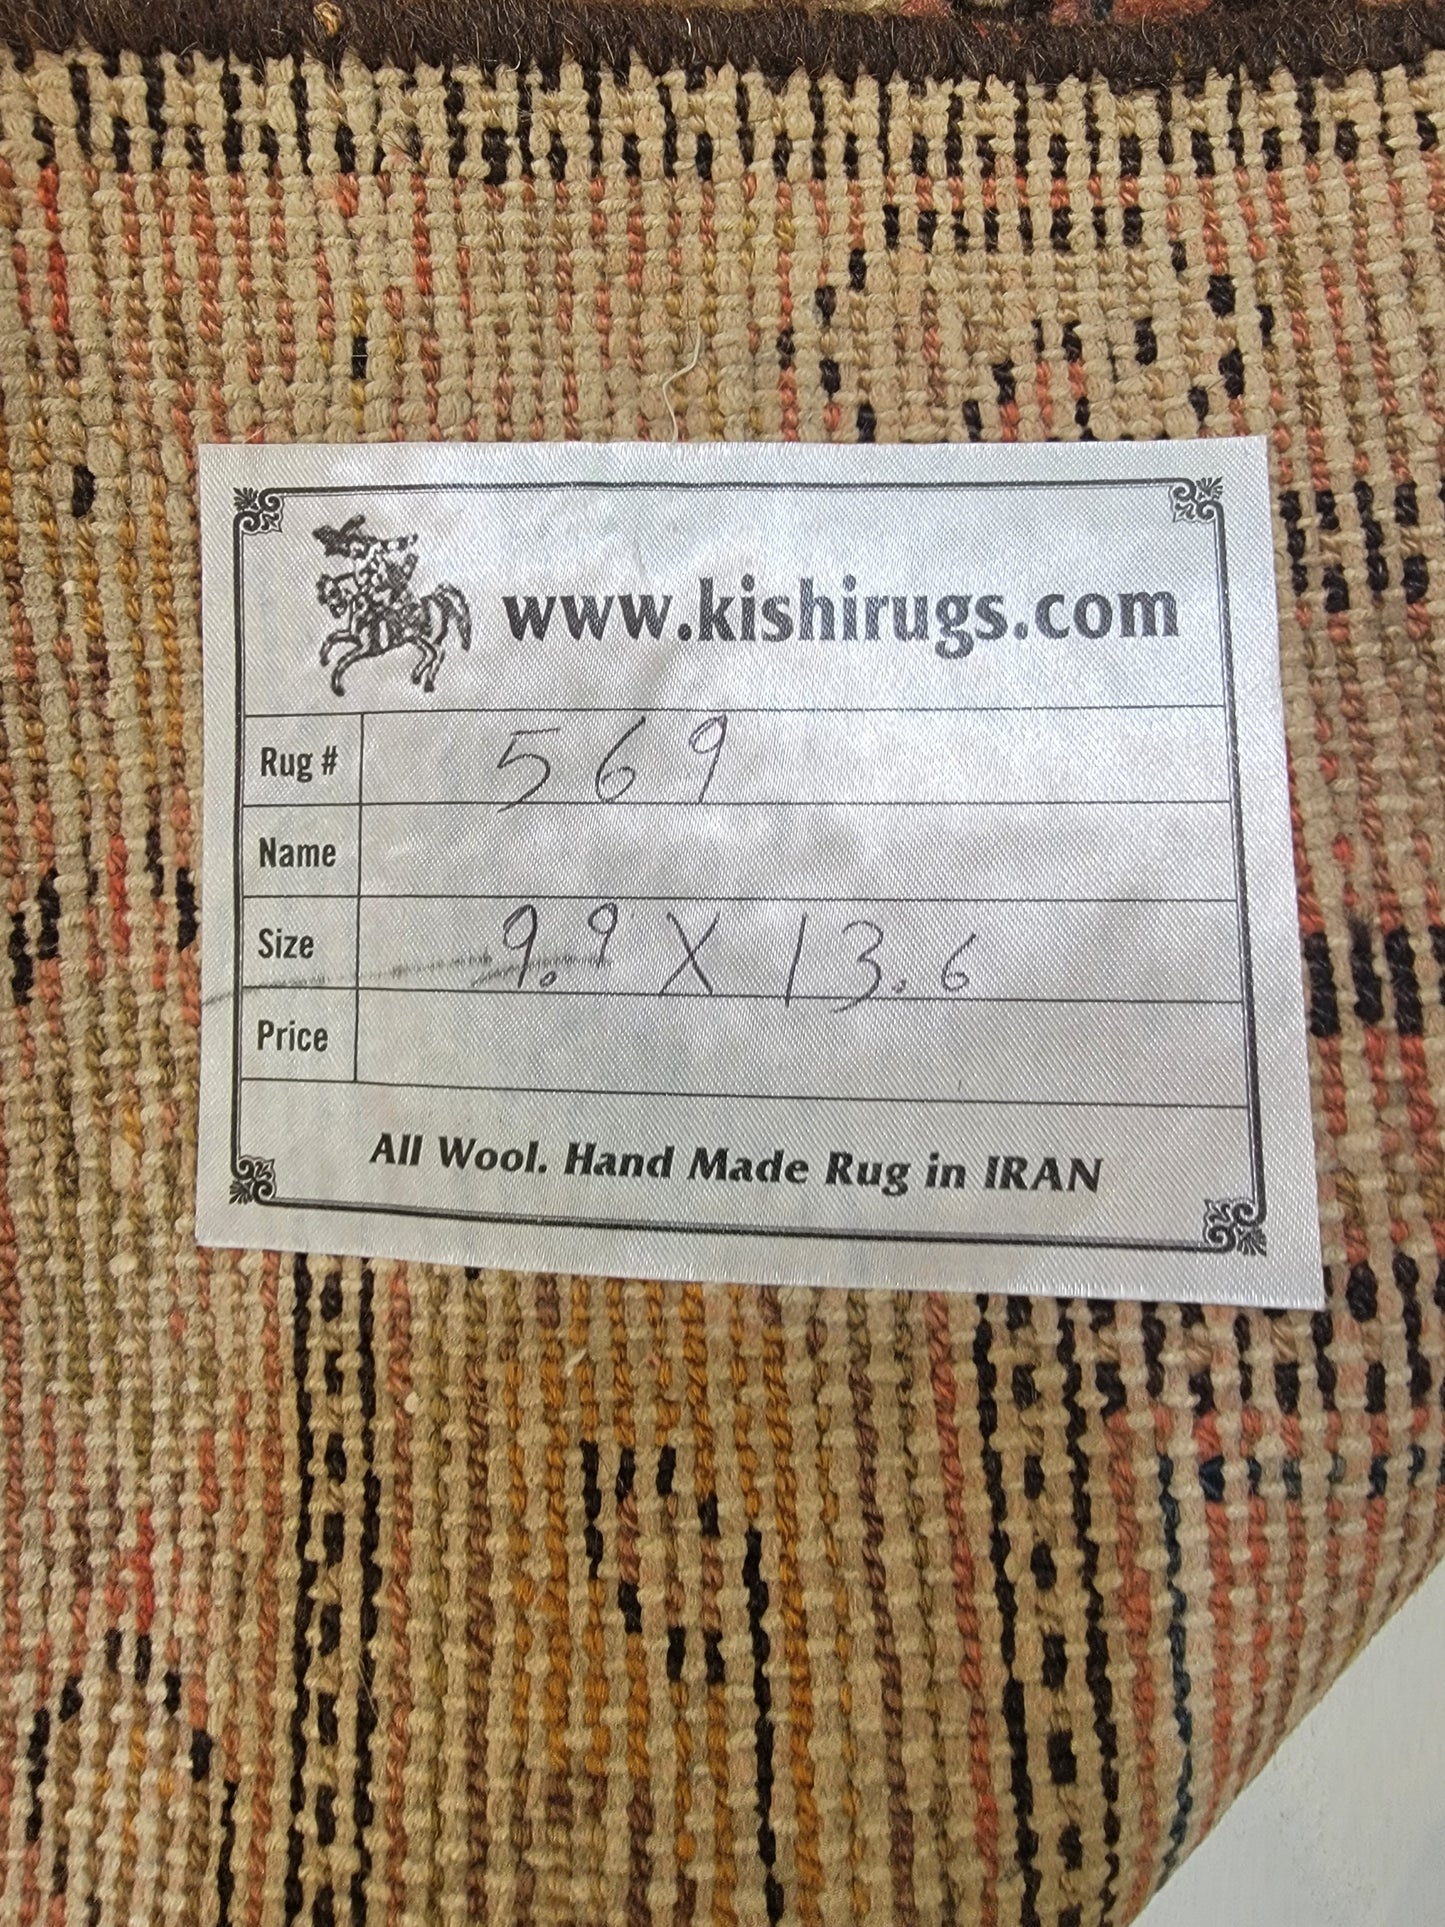 www.kishirugs.com
Rug # 569
Name
Size 9.9 X 13.6
Price
All Wool. Hand Made Rug in IRAN